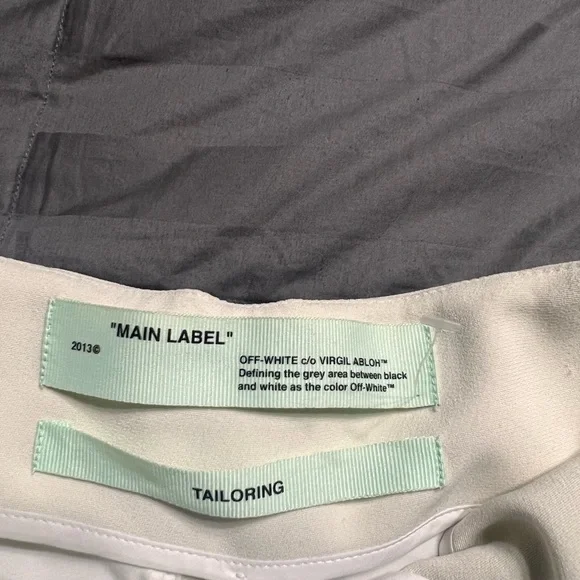 "MAIN LABEL"
2013©
OFF-WHITE c/o VIRGIL ABLOH™
Defining the grey area between black
and white as the color Off-White™
TAILORING